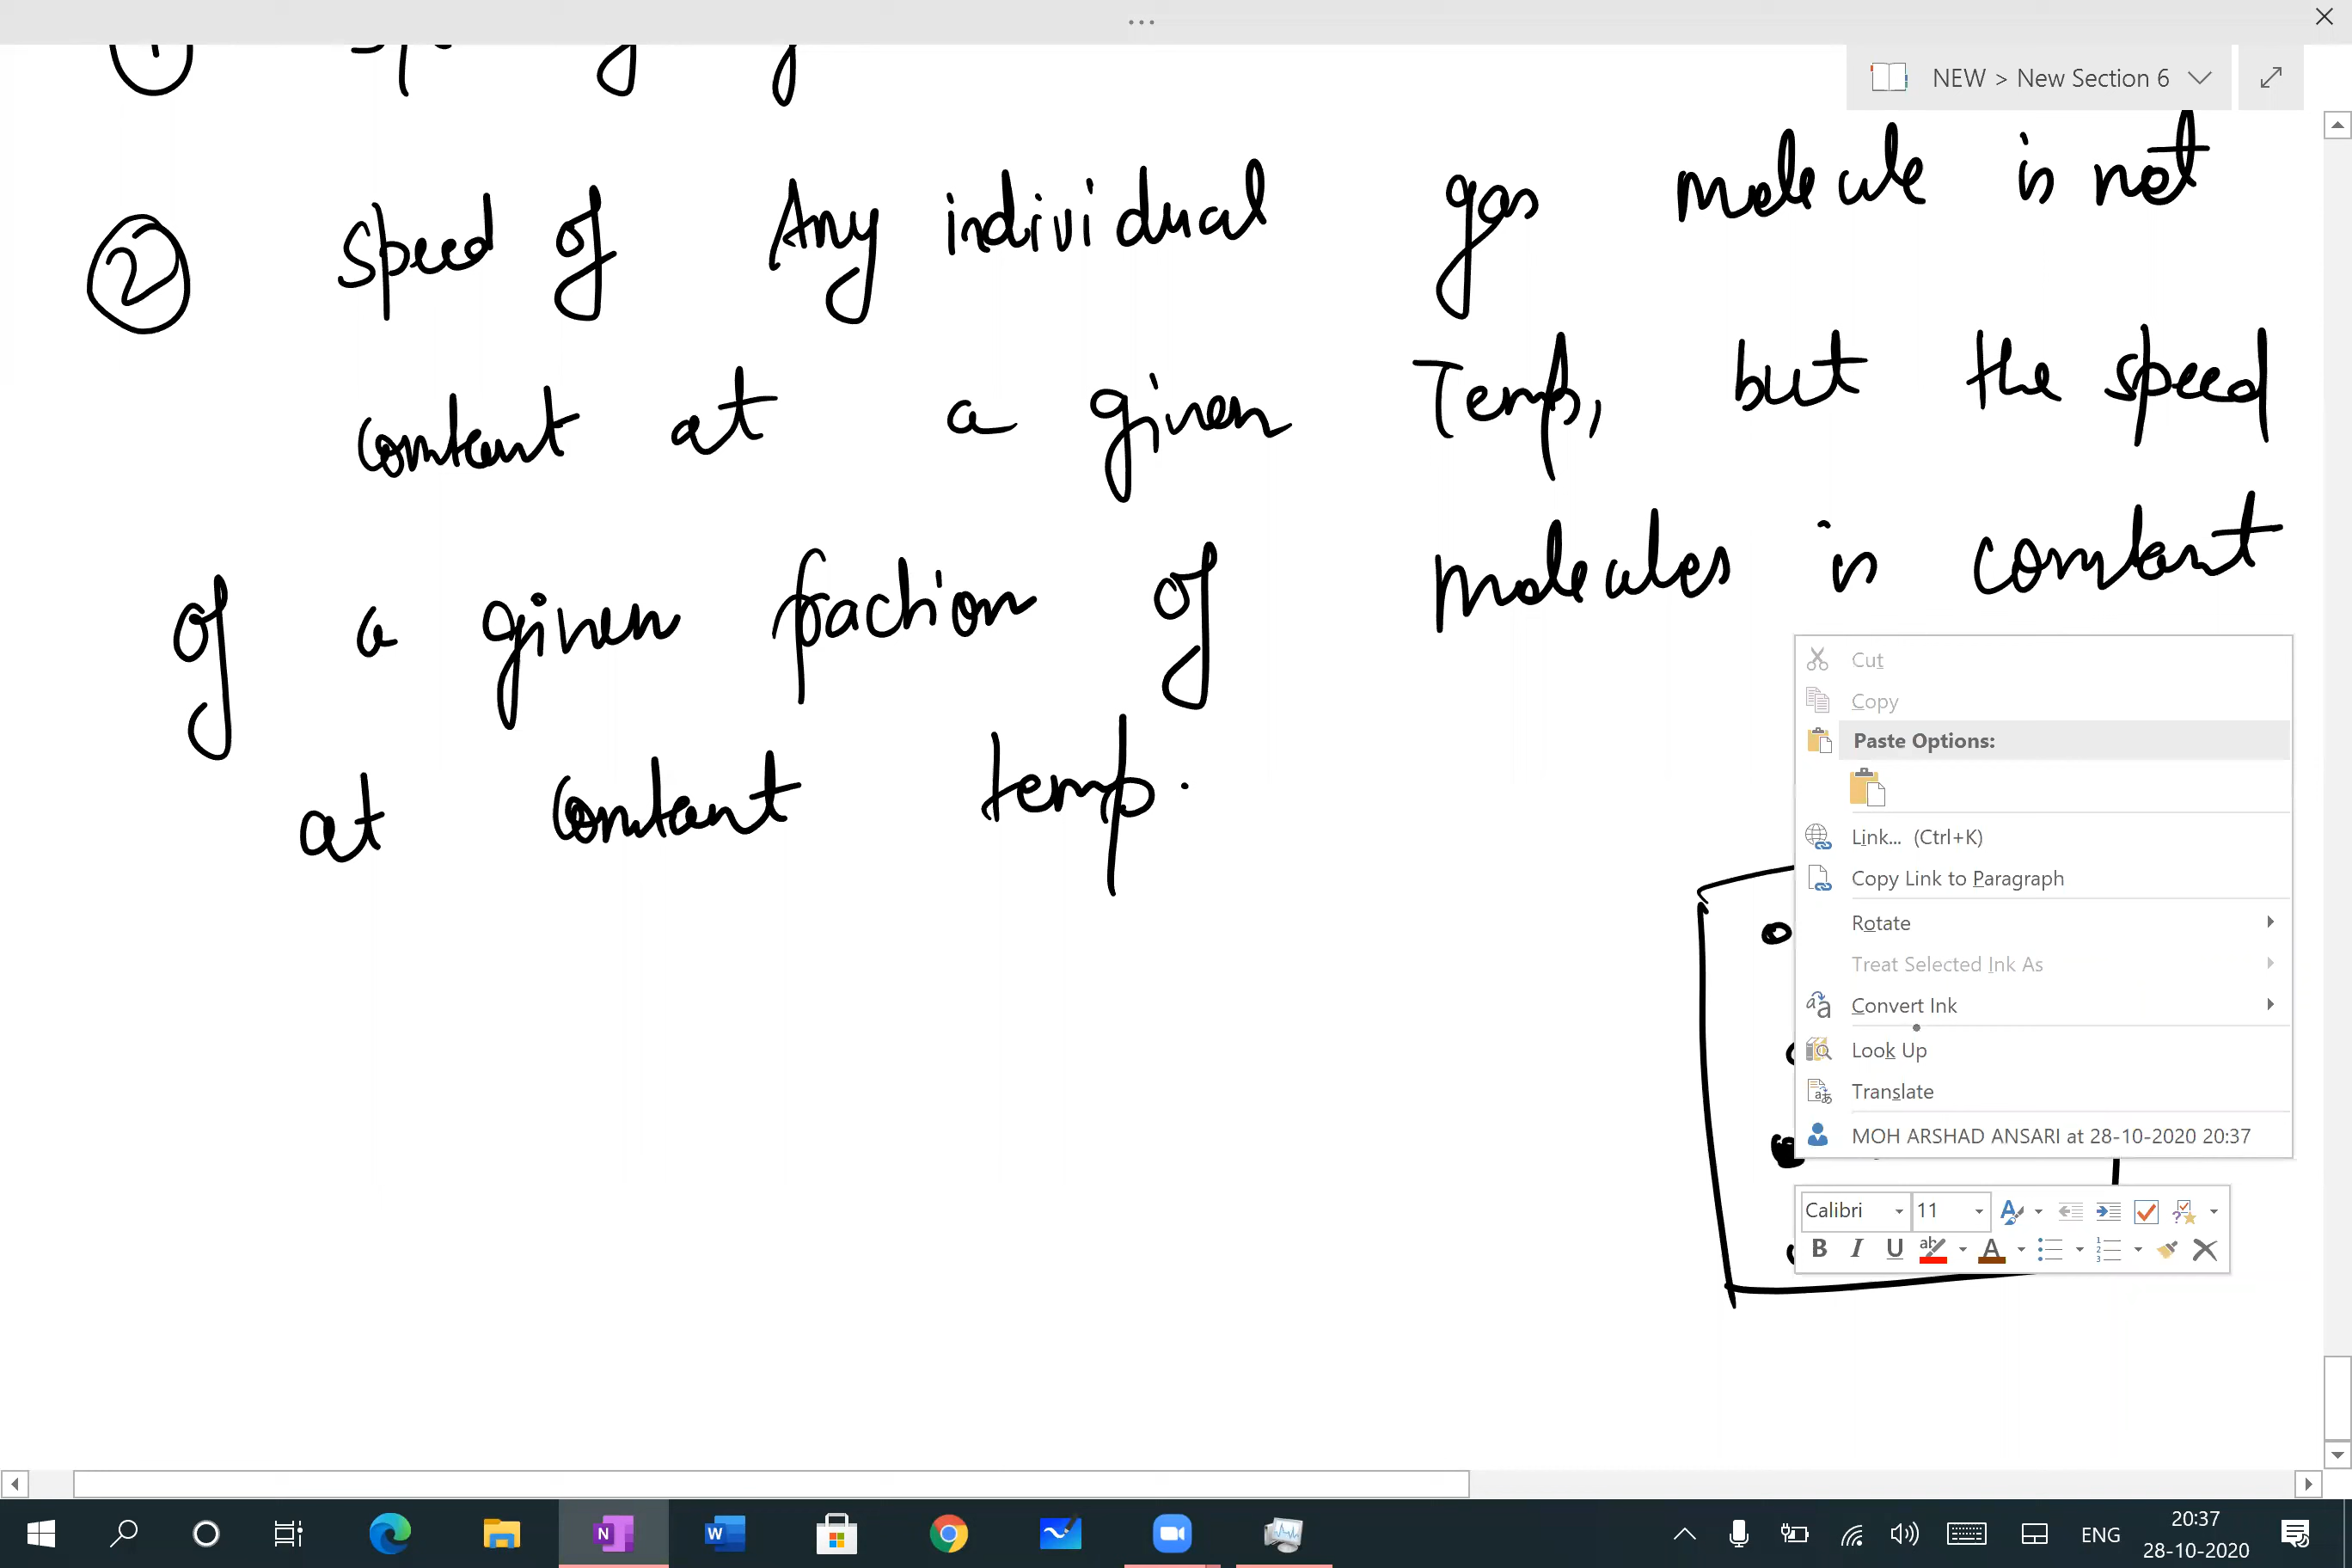 NEW > New Section 6
② Speed of Any individual gas molecule is not
constant at a given Temp, but the speed
of a given fraction of molecules is constant
at constant temp.
Cut
Copy
Paste Options:
Link... (Ctrl+K)
Copy Link to Paragraph
Rotate
Treat Selected Ink As
Convert Ink
Look Up
Translate
MOH ARSHAD ANSARI at 28-10-2020 20:37
Calibri 11
B I U
ENG
20:37
28-10-2020